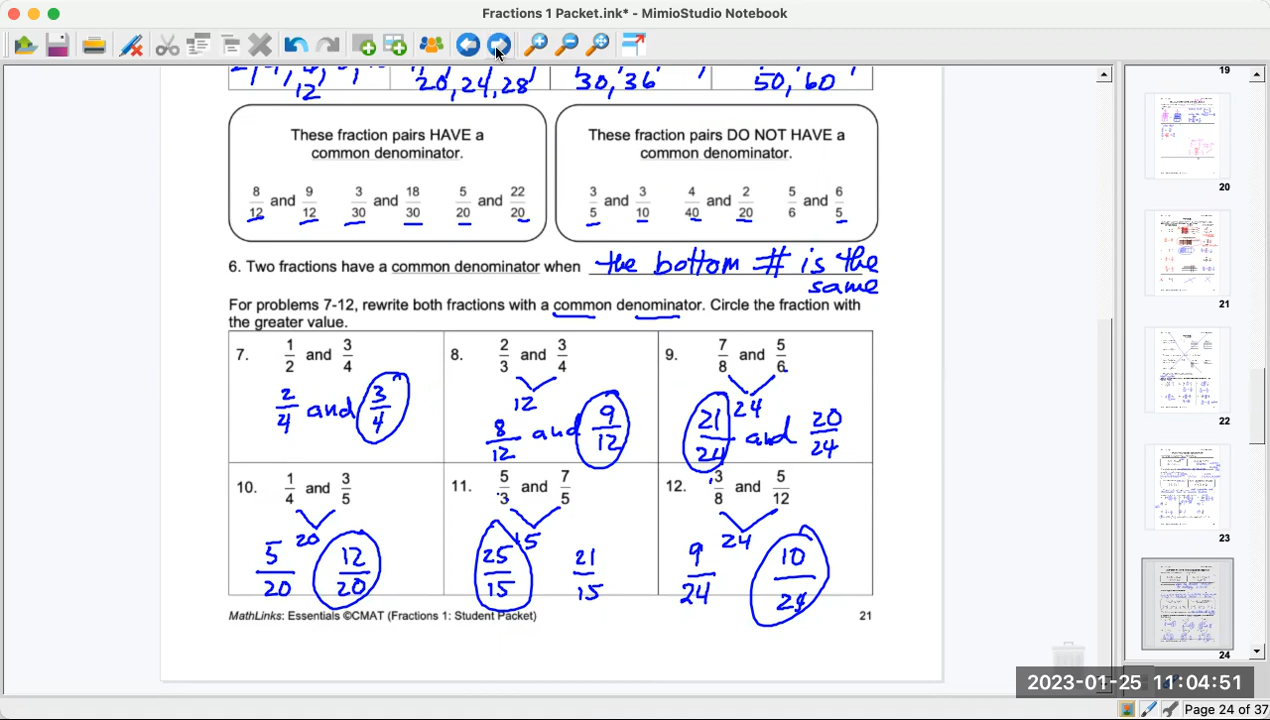 Fractions 1 Packet.ink* - MimioStudio Notebook
12
20, 24, 28
30, 36
50, 60
These fraction pairs HAVE a
common denominator.
8/12 and 9/12 3/30 and 18/30 5/20 and 22/20
These fraction pairs DO NOT HAVE a
common denominator.
3/5 and 3/10 4/40 and 2/20 5/6 and 6/5
6. Two fractions have a common denominator when the bottom # is the
same
For problems 7-12, rewrite both fractions with a common denominator. Circle the fraction with
the greater value.
7. 1/2 and 3/4
2/4 and 3/4
8. 2/3 and 3/4
12
8/12 and 9/12
9. 7/8 and 5/6
24
21/24 and 20/24
10. 1/4 and 3/5
20
5/20 12/20
11. 5/3 and 7/5
15
25/15 21/15
12. 3/8 and 5/12
24
9/24 10/24
MathLinks: Essentials ©CMAT (Fractions 1: Student Packet) 21
19
20
21
22
23
24
2023-01-25 11:04:51
Page 24 of 37